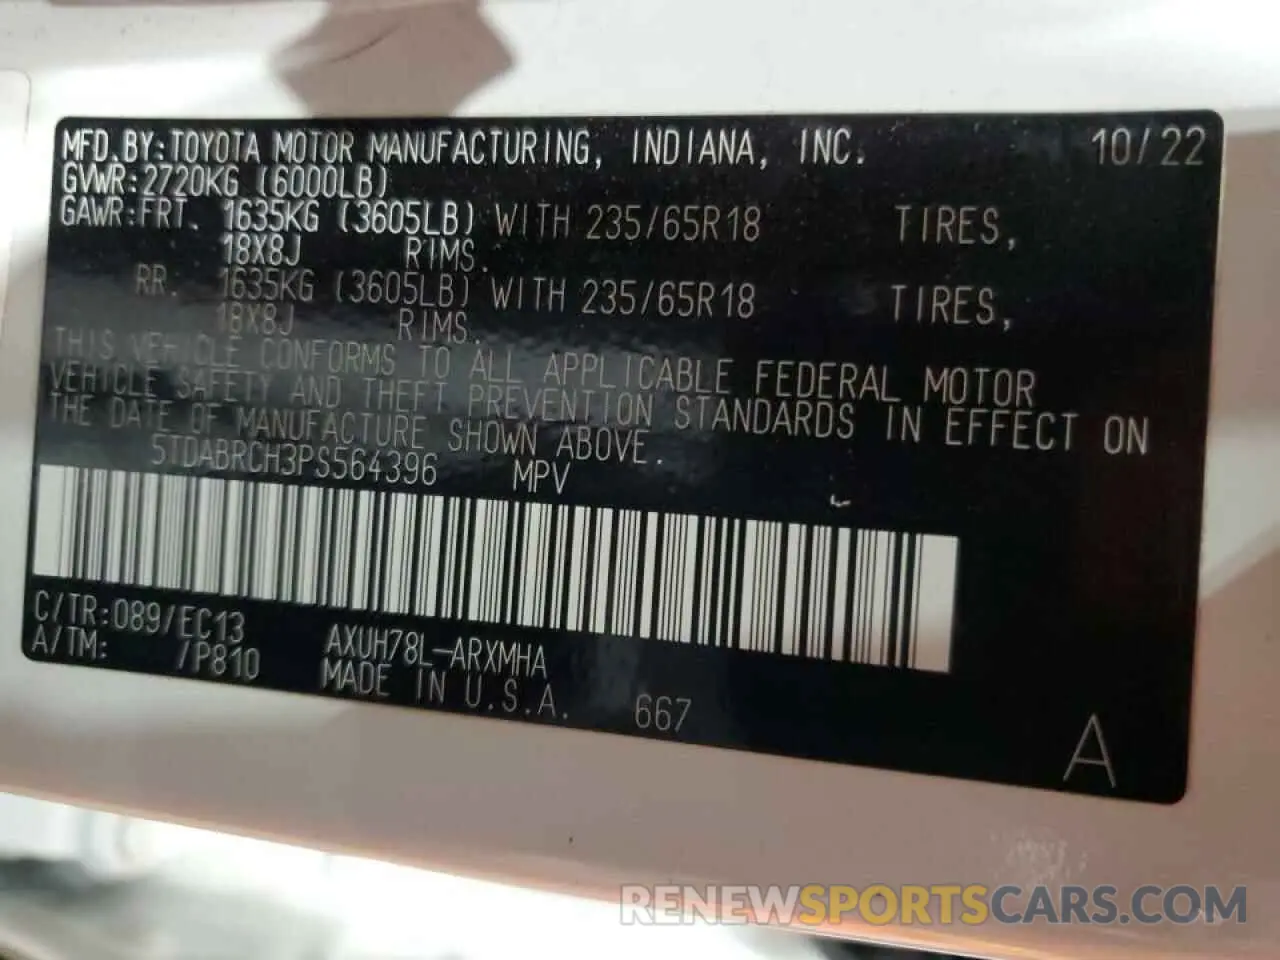 MFD.BY:TOYOTA MOTOR MANUFACTURING, INDIANA, INC. 10/22
GVWR:2720KG (6000LB)
GAWR:FRT. 1635KG (3605LB) WITH 235/65R18 TIRES,
18X8J RIMS.
RR. 1635KG (3605LB) WITH 235/65R18 TIRES,
18X8J RIMS.
THIS VEHICLE CONFORMS TO ALL APPLICABLE FEDERAL MOTOR
VEHICLE SAFETY AND THEFT PREVENTION STANDARDS IN EFFECT ON
THE DATE OF MANUFACTURE SHOWN ABOVE.
5TDABRCH3PS564396 MPV
C/TR:089/EC13 AXUH78L-ARXMHA
A/TM: /P810 MADE IN U.S.A. 667
A
RENEWSPORTSCARS.COM